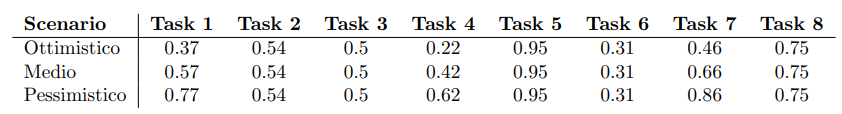 Scenario Task 1 Task 2 Task 3 Task 4 Task 5 Task 6 Task 7 Task 8
Ottimistico 0.37 0.54 0.5 0.22 0.95 0.31 0.46 0.75
Medio 0.57 0.54 0.5 0.42 0.95 0.31 0.66 0.75
Pessimistico 0.77 0.54 0.5 0.62 0.95 0.31 0.86 0.75